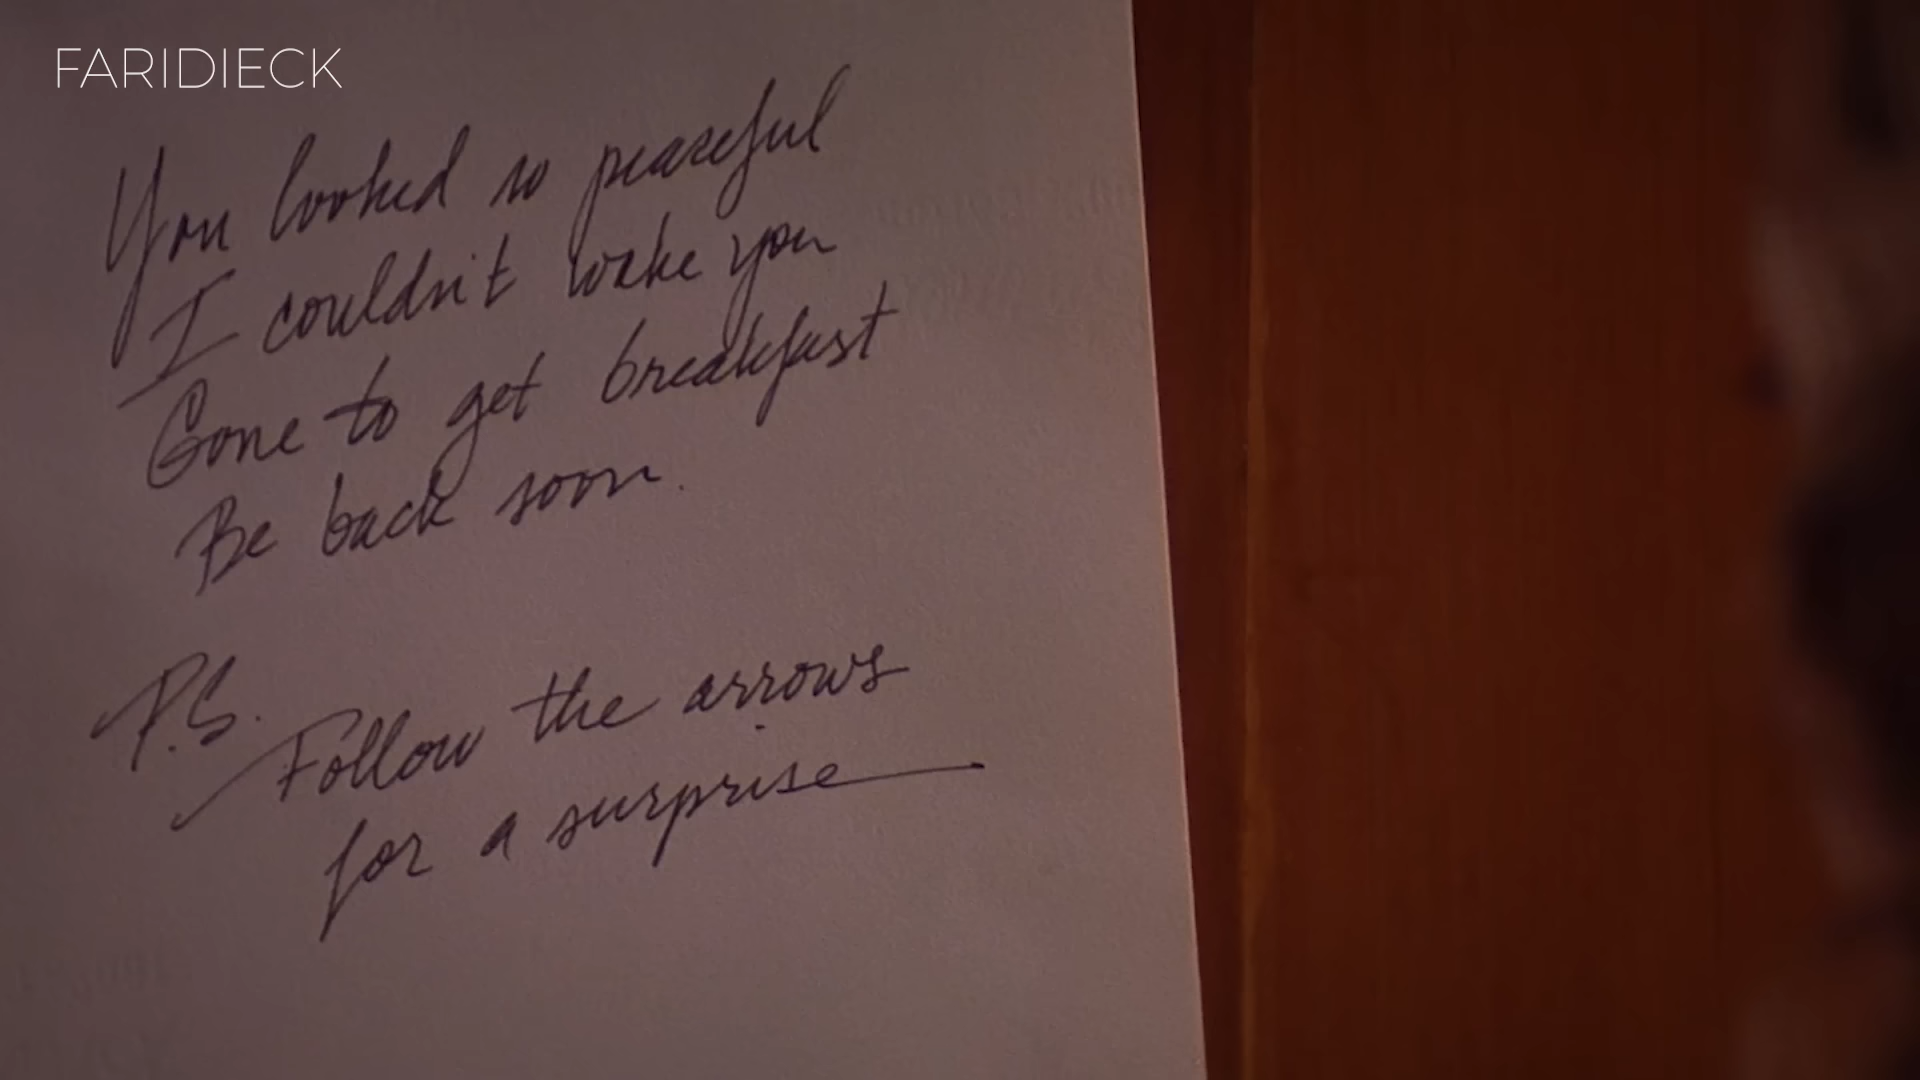 FARIDIECK
You looked so peaceful
I couldn't wake you
Gone to get breakfast
Be back soon.
P.S.
Follow the arrows
for a surprise